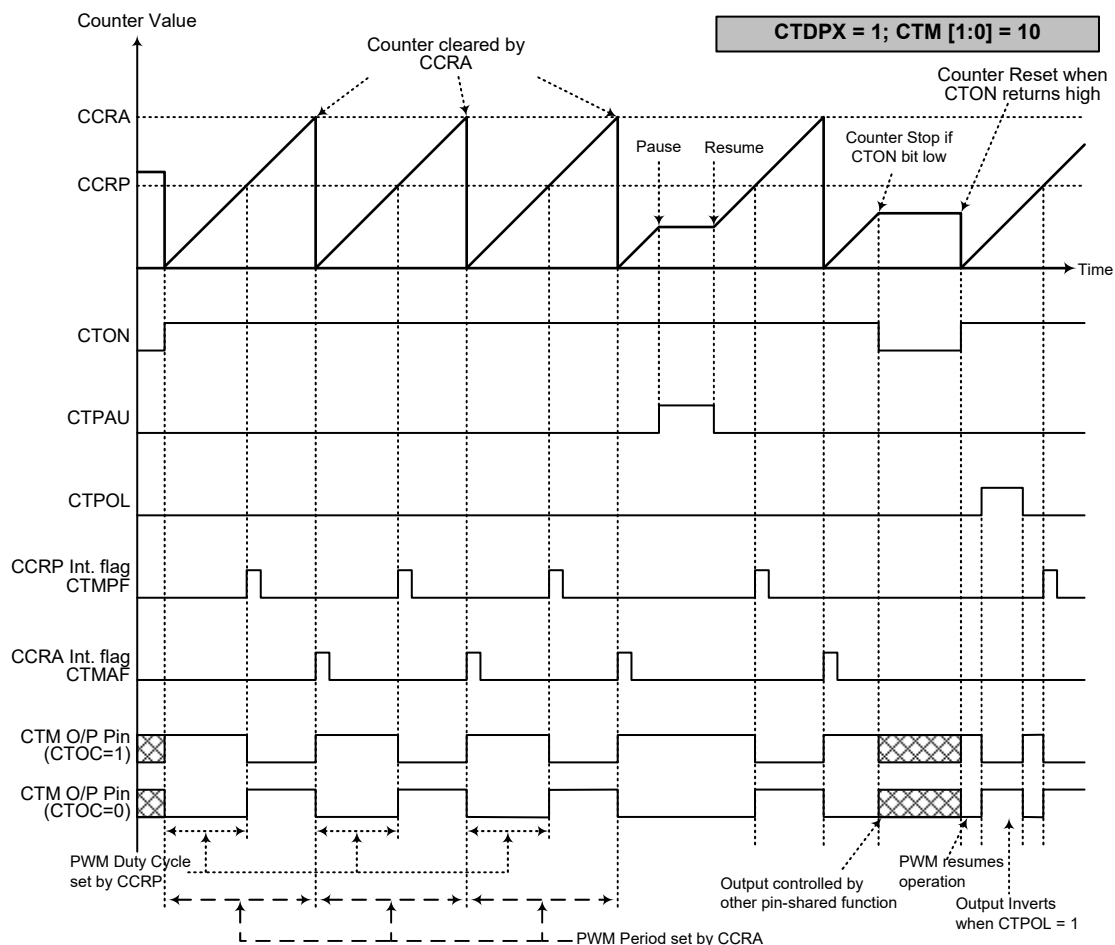 Counter Value
CTDPX = 1; CTM [1:0] = 10
Counter cleared by
CCRA
Counter Reset when
CTON returns high
CCRA
Pause
Resume
Counter Stop if
CTON bit low
CCRP
Time
CTON
CTPAU
CTPOL
CCRP Int. flag
CTMPF
CCRA Int. flag
CTMAF
CTM O/P Pin
(CTOC=1)
CTM O/P Pin
(CTOC=0)
PWM Duty Cycle
set by CCRP
Output controlled by
other pin-shared function
PWM resumes
operation
Output Inverts
when CTPOL = 1
PWM Period set by CCRA